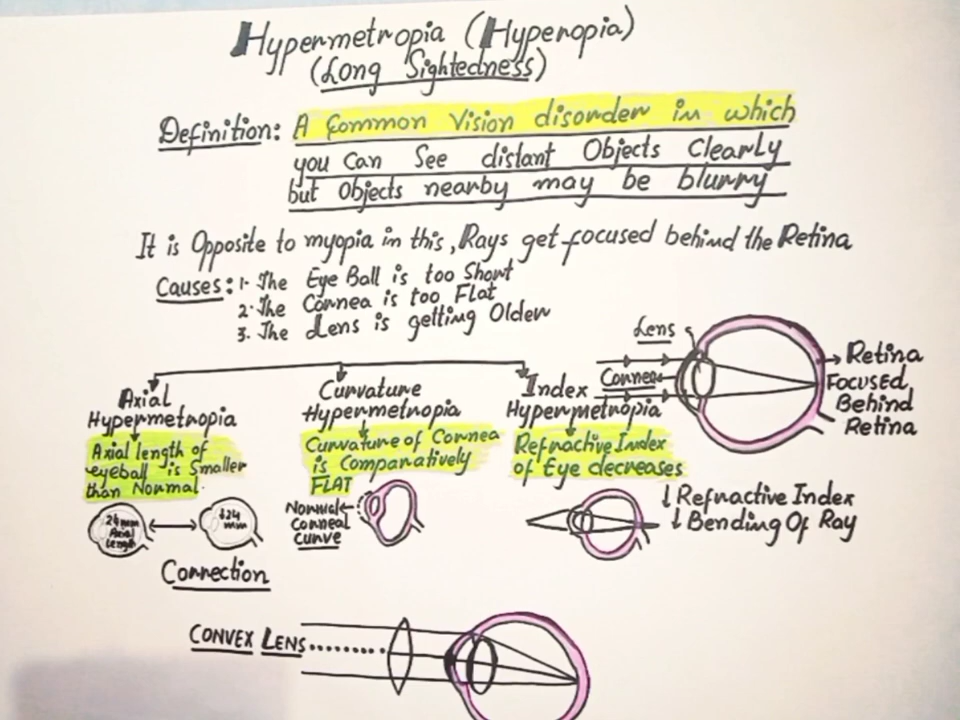 Hypermetropia (Hyperopia)
(Long Sightedness)
Definition: A Common Vision disorder in which
you Can See distant Objects Clearly
but Objects nearby may be blurry
It is Opposite to myopia in this, Rays get focused behind the Retina
Causes: 1. The Eye Ball is too Short
2. The Cornea is too Flat
3. The Lens is getting Older
Lens
Cornea
Retina
FOCUSED
Behind
Retina
Axial
Hypermetropia
Axial length of
eyeball is Smaller
than Normal
24mm
Axial
Length
↓24
mm
Curvature
Hypermetropia
Curvature of Cornea
is Comparatively
FLAT
Normal
Corneal
Curve
Index
Hypermetropia
Refractive Index
of Eye decreases
↓ Refractive Index
↓ Bending Of Ray
Correction
CONVEX LENS........